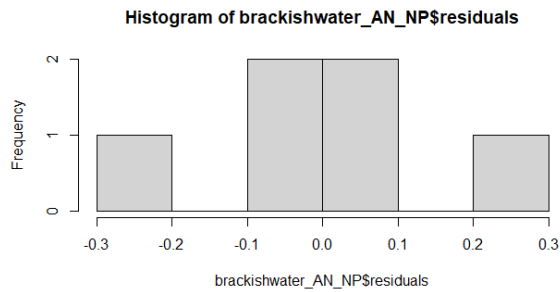 Histogram of brackishwater_AN_NP$residuals
Frequency
2
1
0
-0.3 -0.2 -0.1 0.0 0.1 0.2 0.3
brackishwater_AN_NP$residuals